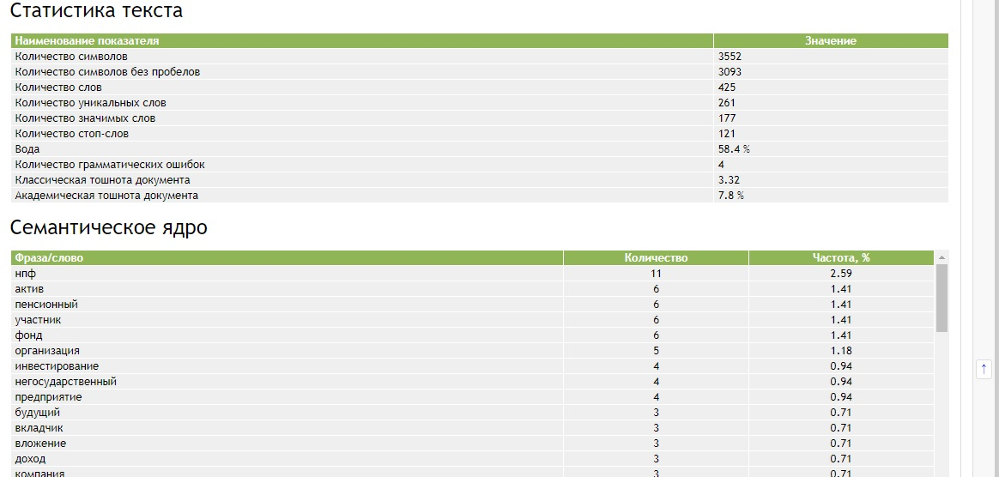 Статистика текста
Наименование показателя Значение
Количество символов 3552
Количество символов без пробелов 3093
Количество слов 425
Количество уникальных слов 261
Количество значимых слов 177
Количество стоп-слов 121
Вода 58.4 %
Количество грамматических ошибок 4
Классическая тошнота документа 3.32
Академическая тошнота документа 7.8 %
Семантическое ядро
Фраза/слово Количество Частота, %
нпф 11 2.59
актив 6 1.41
пенсионный 6 1.41
участник 6 1.41
фонд 6 1.41
организация 5 1.18
инвестирование 4 0.94
негосударственный 4 0.94
предприятие 4 0.94
будущий 3 0.71
вкладчик 3 0.71
вложение 3 0.71
доход 3 0.71
компания 3 0.71